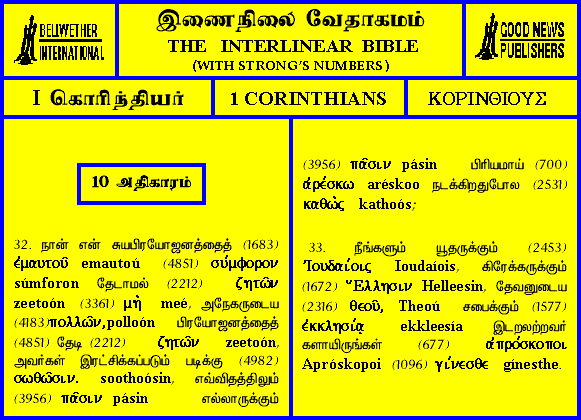 BELLWETHER
INTERNATIONAL
இணைநிலை வேதாகமம்
THE INTERLINEAR BIBLE
(WITH STRONG'S NUMBERS)
GOOD NEWS
PUBLISHERS
I கொரிந்தியர்
1 CORINTHIANS
ΚΟΡΙΝΘΙΟΥΣ
10 அதிகாரம்
32. நான் என் சுயபிரயோஜனத்தைத் (1683)
ἐμαυτοῦ emautoú (4851) σύμφορον
súmforon தேடாமல் (2212) ζητῶν
zeetoón (3361) μὴ meé, அநேகருடைய
(4183)πολλῶν,polloón பிரயோஜனத்தைத்
(4851) தேடி (2212) ζητῶν zeetoón,
அவர்கள் இரட்சிக்கப்படும் படிக்கு (4982)
σωθῶσιν. soothoósin, எவ்விதத்திலும்
(3956) πᾶσιν pásin எல்லாருக்கும்
(3956) πᾶσιν pásin பிரியமாய் (700)
ἀρέσκω aréskoo நடக்கிறதுபோல (2531)
καθὼς kathoós;
33. நீங்களும் யூதருக்கும் (2453)
Ἰουδαίοις Ioudaíois, கிரேக்கருக்கும்
(1672) Ἕλλησιν Helleesin, தேவனுடைய
(2316) θεοῦ, Theoú சபைக்கும் (1577)
ἐκκλησίᾳ ekkleesía இடறலற்றவர்
களாயிருங்கள் (677) ἀπρόσκοποι
Apróskopoi (1096) γίνεσθε gínesthe.